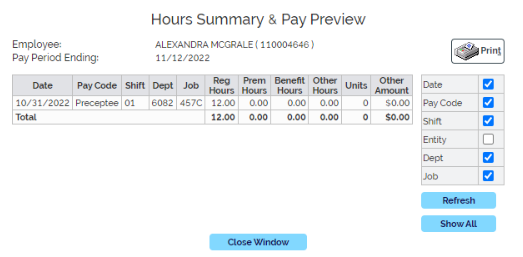 Hours Summary & Pay Preview
Employee: ALEXANDRA MCGRALE ( 110004646 )
Pay Period Ending: 11/12/2022
Print
Date Pay Code Shift Dept Job Reg Hours Prem Hours Benefit Hours Other Hours Units Other Amount
10/31/2022 Preceptee 01 6082 457C 12.00 0.00 0.00 0.00 0 $0.00
Total 12.00 0.00 0.00 0.00 0 $0.00
Date
Pay Code
Shift
Entity
Dept
Job
Refresh
Show All
Close Window